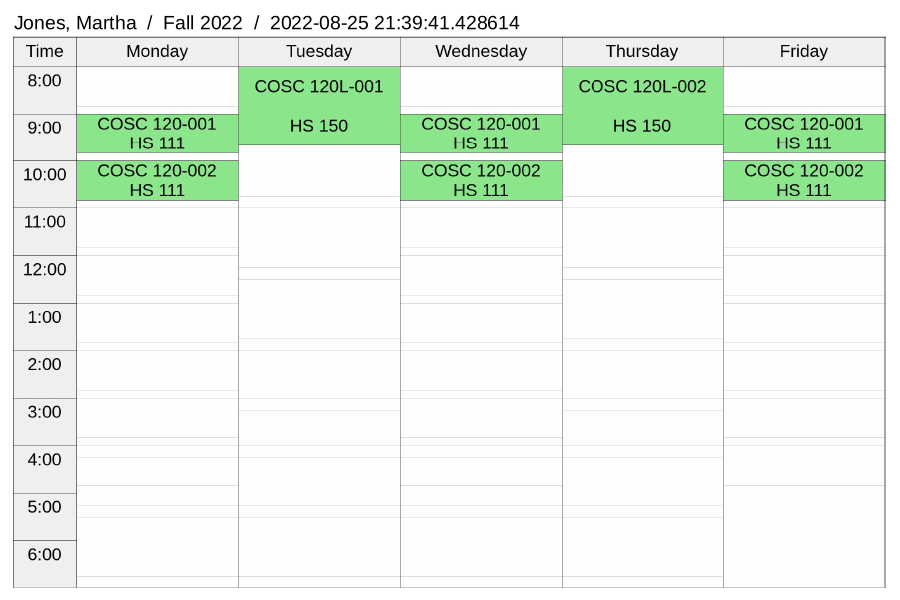 Jones, Martha / Fall 2022 / 2022-08-25 21:39:41.428614
Time Monday Tuesday Wednesday Thursday Friday
8:00 COSC 120L-001 COSC 120L-002
HS 150 HS 150
9:00 COSC 120-001 COSC 120-001 COSC 120-001
HS 111 HS 111 HS 111
10:00 COSC 120-002 COSC 120-002 COSC 120-002
HS 111 HS 111 HS 111
11:00
12:00
1:00
2:00
3:00
4:00
5:00
6:00